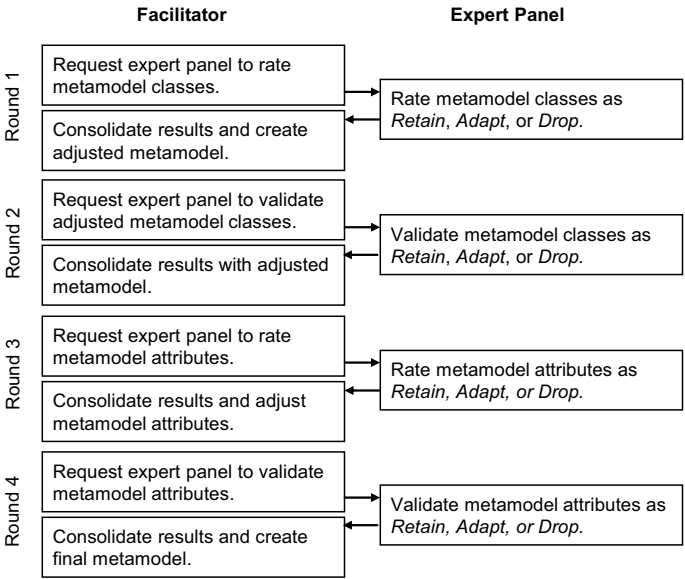 Facilitator
Expert Panel
Round 1
Request expert panel to rate
metamodel classes.
Consolidate results and create
adjusted metamodel.
Rate metamodel classes as
Retain, Adapt, or Drop.
Round 2
Request expert panel to validate
adjusted metamodel classes.
Consolidate results with adjusted
metamodel.
Validate metamodel classes as
Retain, Adapt, or Drop.
Round 3
Request expert panel to rate
metamodel attributes.
Consolidate results and adjust
metamodel attributes.
Rate metamodel attributes as
Retain, Adapt, or Drop.
Round 4
Request expert panel to validate
metamodel attributes.
Consolidate results and create
final metamodel.
Validate metamodel attributes as
Retain, Adapt, or Drop.